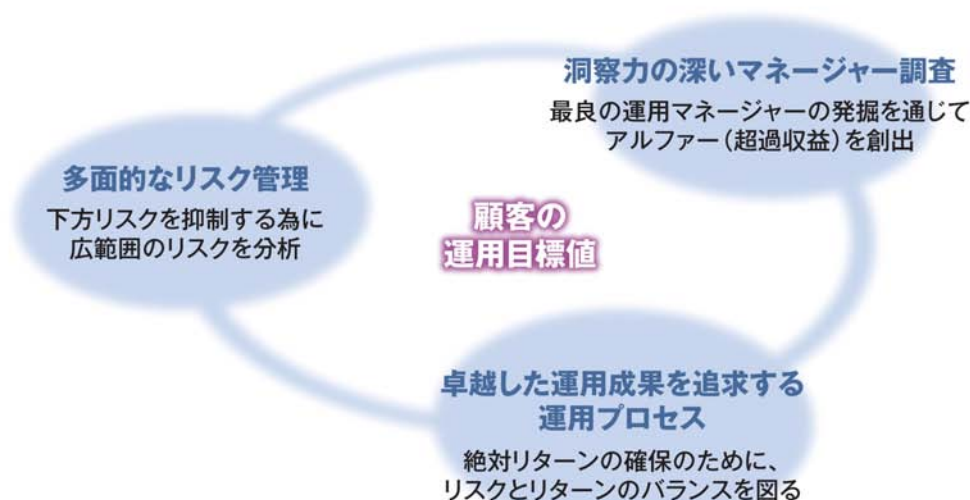 洞察力の深いマネージャー調査
最良の運用マネージャーの発掘を通じて
アルファー(超過収益)を創出
多面的なリスク管理
下方リスクを抑制する為に
広範囲のリスクを分析
顧客の
運用目標値
卓越した運用成果を追求する
運用プロセス
絶対リターンの確保のために、
リスクとリターンのバランスを図る